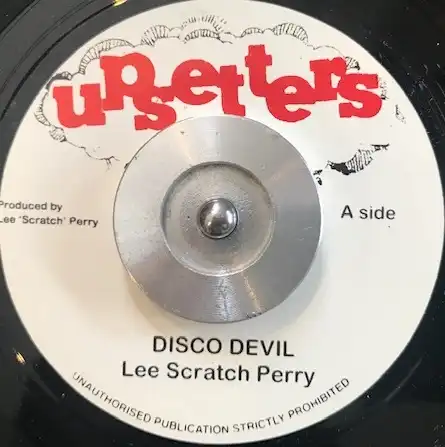 upsetters
Produced by
Lee 'Scratch' Perry
A side
DISCO DEVIL
Lee Scratch Perry
UNAUTHORISED PUBLICATION STRICTLY PROHIBITED